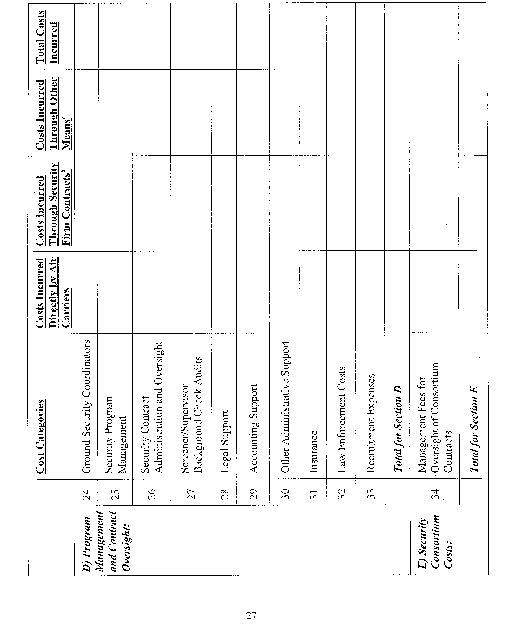 Cost Categories
Costs Incurred
Directly by Air
Carriers
Costs Incurred
Through Security
Firm Contracts
Costs Incurred
Through Other
Means
Total Costs
Incurred
D) Program
Management
and Contract
Oversight:
24 Ground Security Coordinators
25 Security Program
Management
26 Security Contract
Administration and Oversight
27 Screener/Supervisor
Background Check Audits
28 Legal Support
29 Accounting Support
30 Other Administrative Support
31 Insurance
32 Law Enforcement Costs
33 Recruitment Expenses
Total for Section D
E) Security
Consortium
Costs:
34 Management Fees for
Oversight of Consortium
Contracts
Total for Section E
27